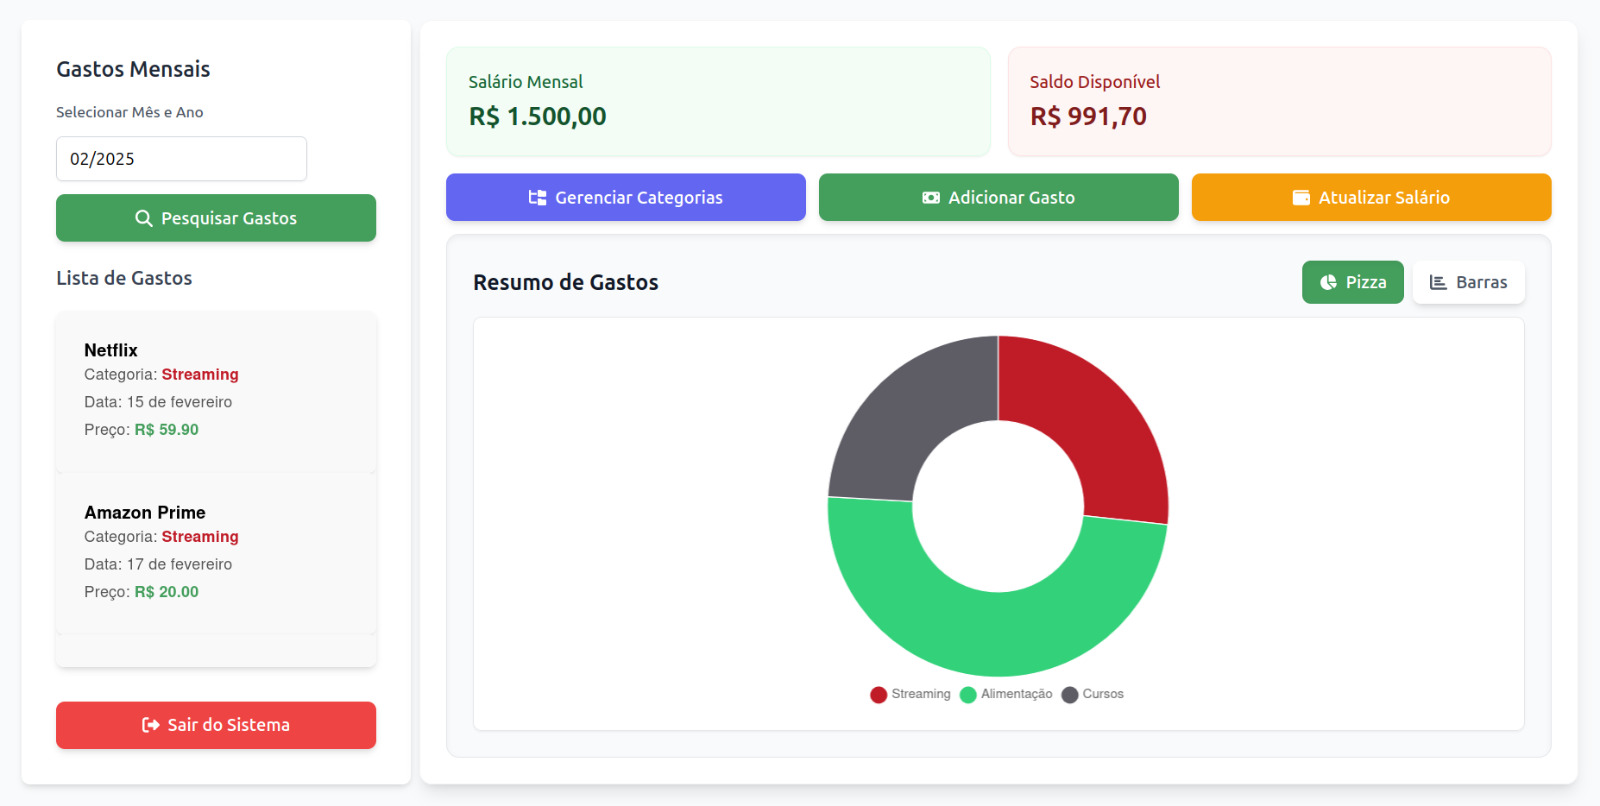 Gastos Mensais
Selecionar Mês e Ano
02/2025
Pesquisar Gastos
Lista de Gastos
Netflix
Categoria: Streaming
Data: 15 de fevereiro
Preço: R$ 59.90
Amazon Prime
Categoria: Streaming
Data: 17 de fevereiro
Preço: R$ 20.00
Sair do Sistema
Salário Mensal
R$ 1.500,00
Saldo Disponível
R$ 991,70
Gerenciar Categorias
Adicionar Gasto
Atualizar Salário
Resumo de Gastos
Pizza
Barras
Streaming Alimentação Cursos